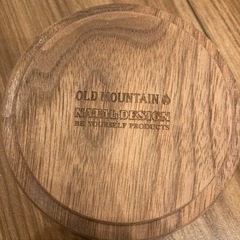 OLD MOUNTAIN
NATAL DESIGN
BE YOURSELF PRODUCTS